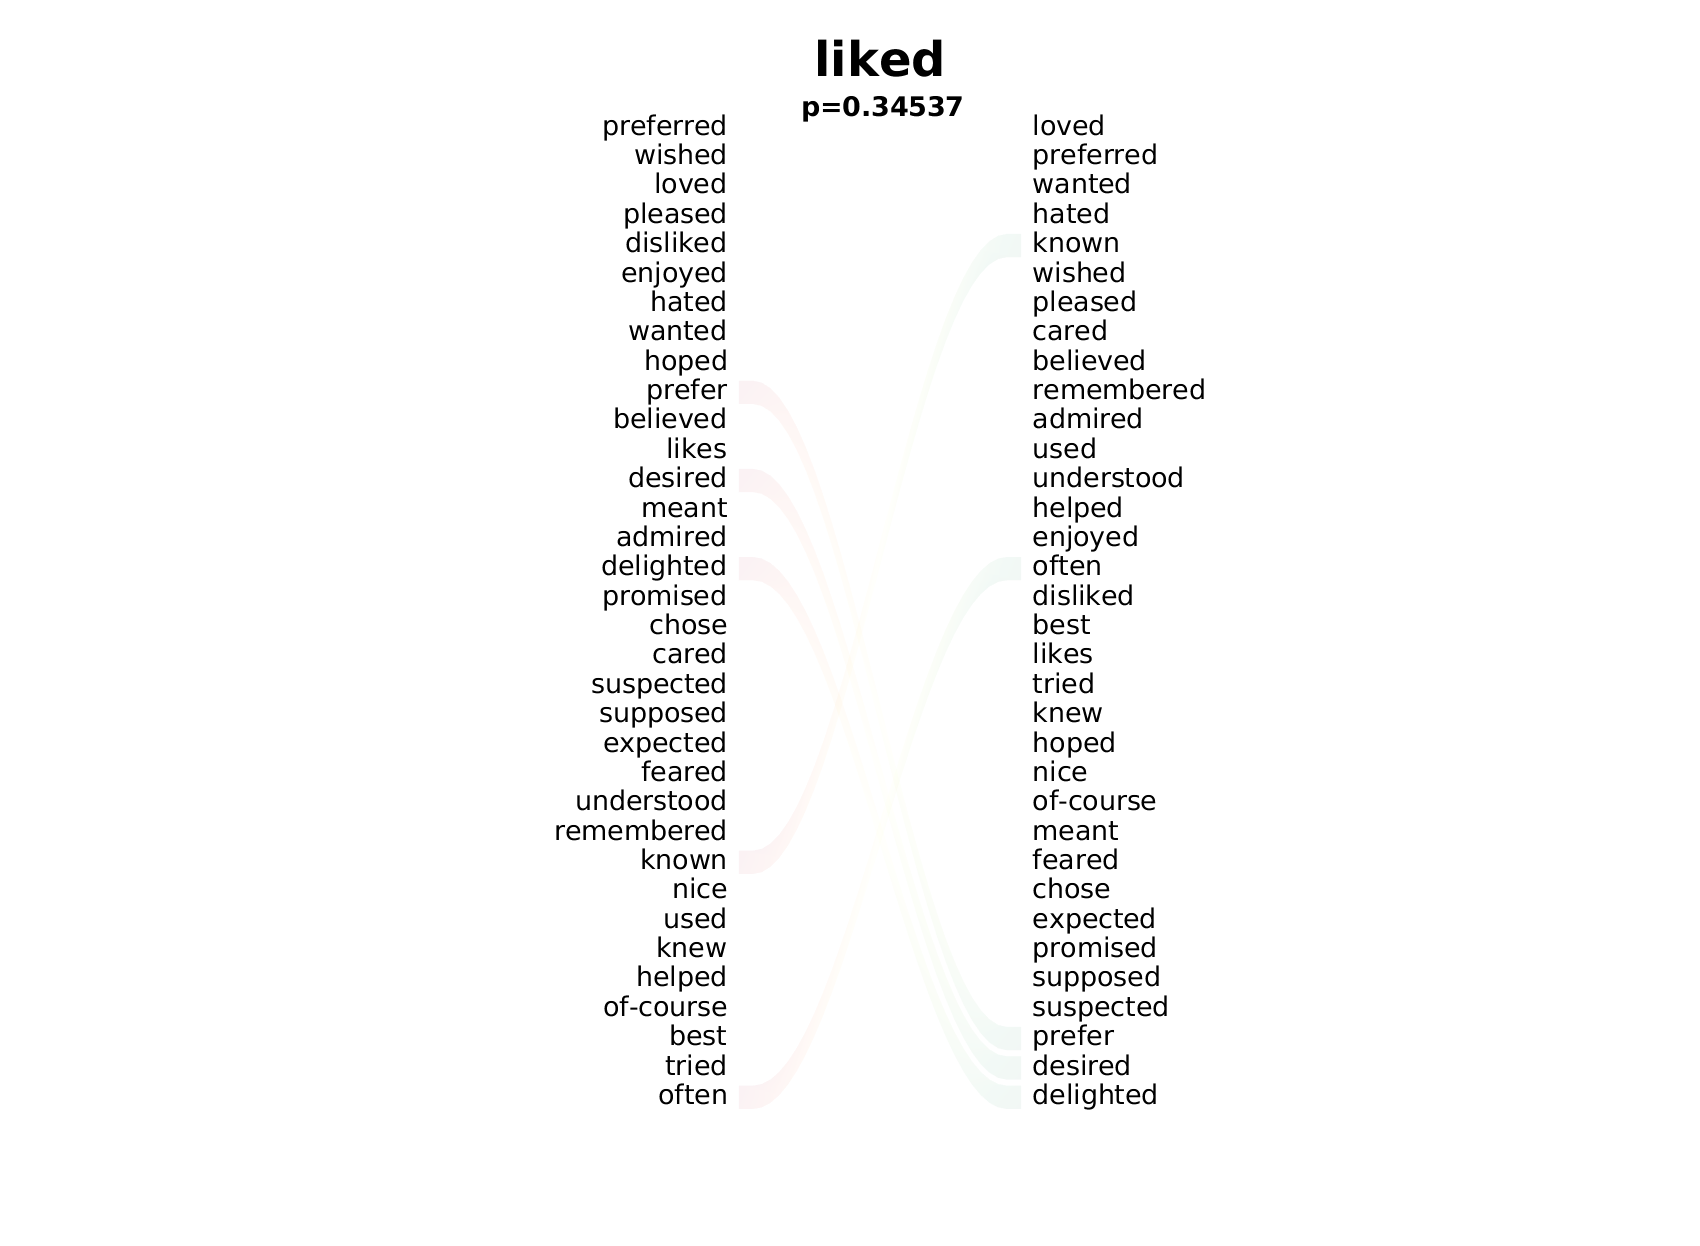 liked
p=0.34537
preferred
wished
loved
pleased
disliked
enjoyed
hated
wanted
hoped
prefer
believed
likes
desired
meant
admired
delighted
promised
chose
cared
suspected
supposed
expected
feared
understood
remembered
known
nice
used
knew
helped
of-course
best
tried
often
loved
preferred
wanted
hated
known
wished
pleased
cared
believed
remembered
admired
used
understood
helped
enjoyed
often
disliked
best
likes
tried
knew
hoped
nice
of-course
meant
feared
chose
expected
promised
supposed
suspected
prefer
desired
delighted